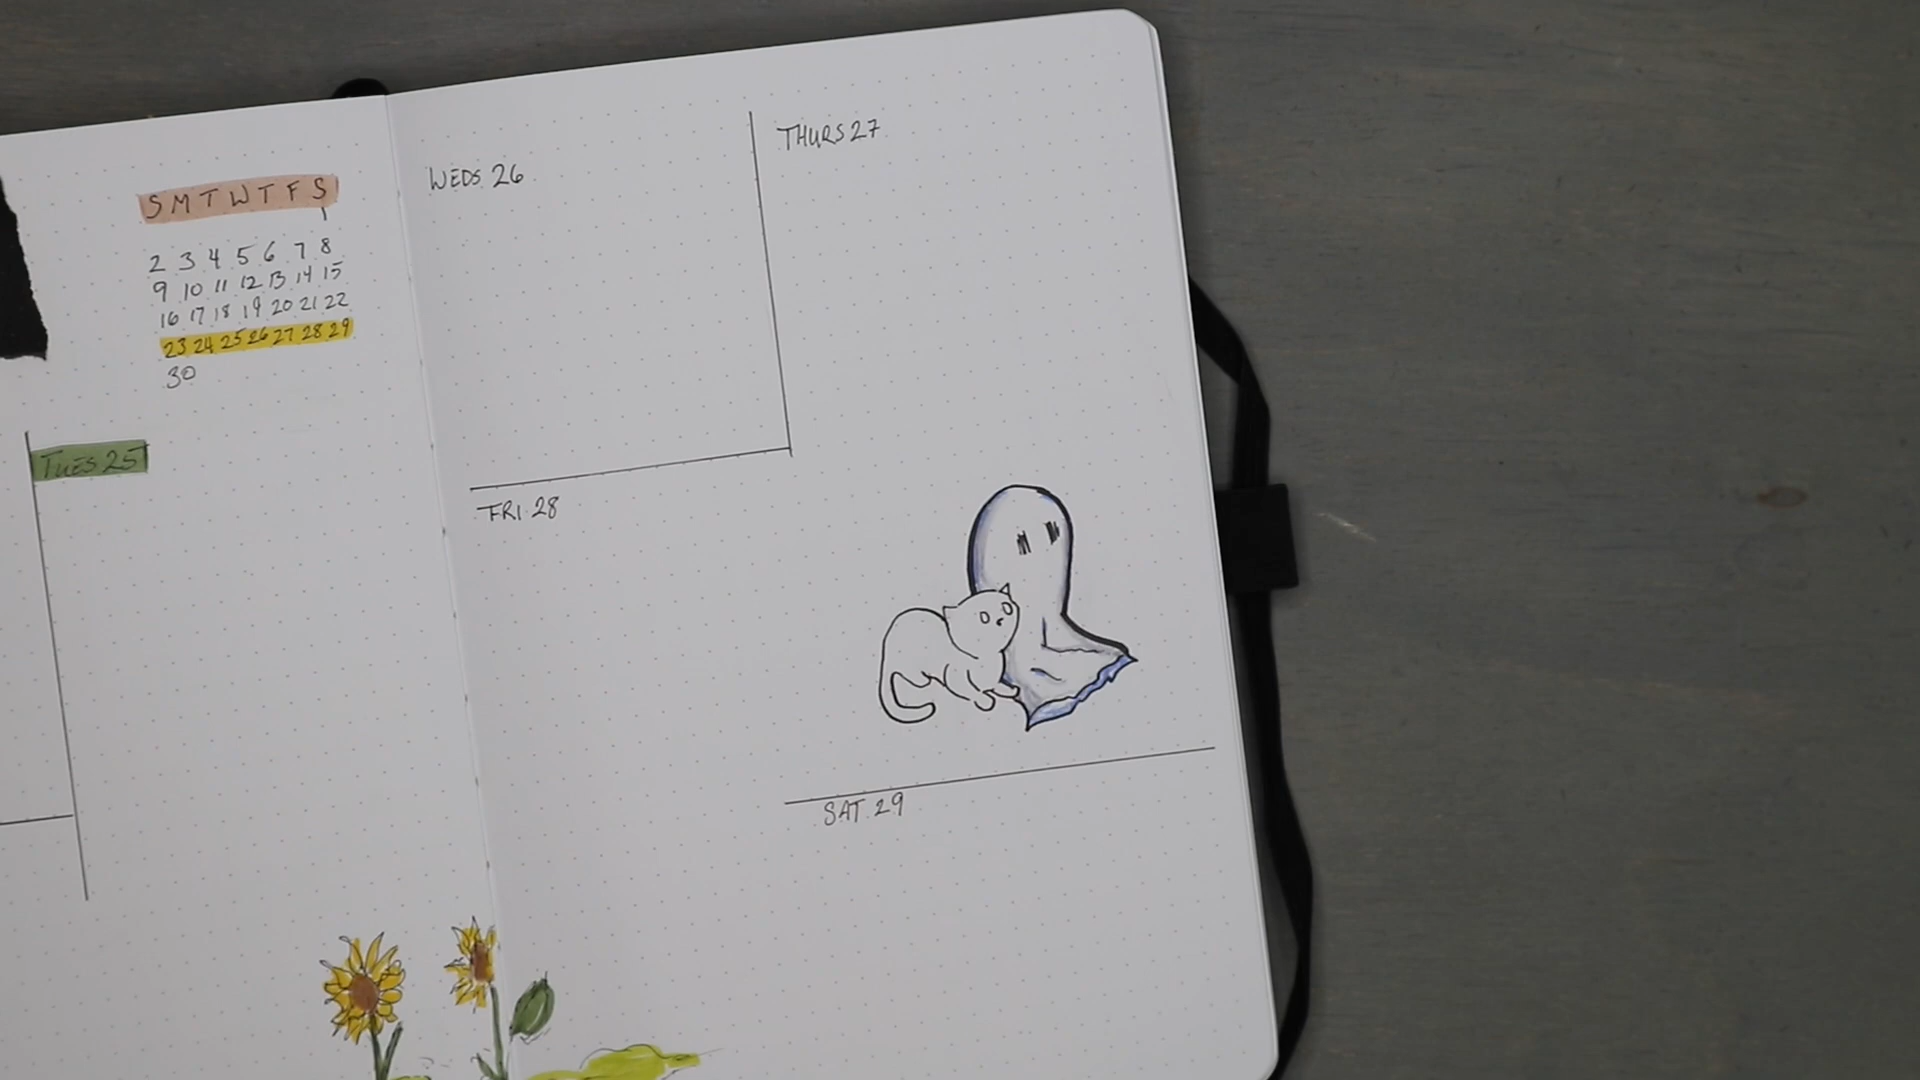 S M T W T F S
1
2 3 4 5 6 7 8
9 10 11 12 13 14 15
16 17 18 19 20 21 22
23 24 25 26 27 28 29
30
TUES 25
WEDS 26
THURS 27
FRI 28
SAT 29